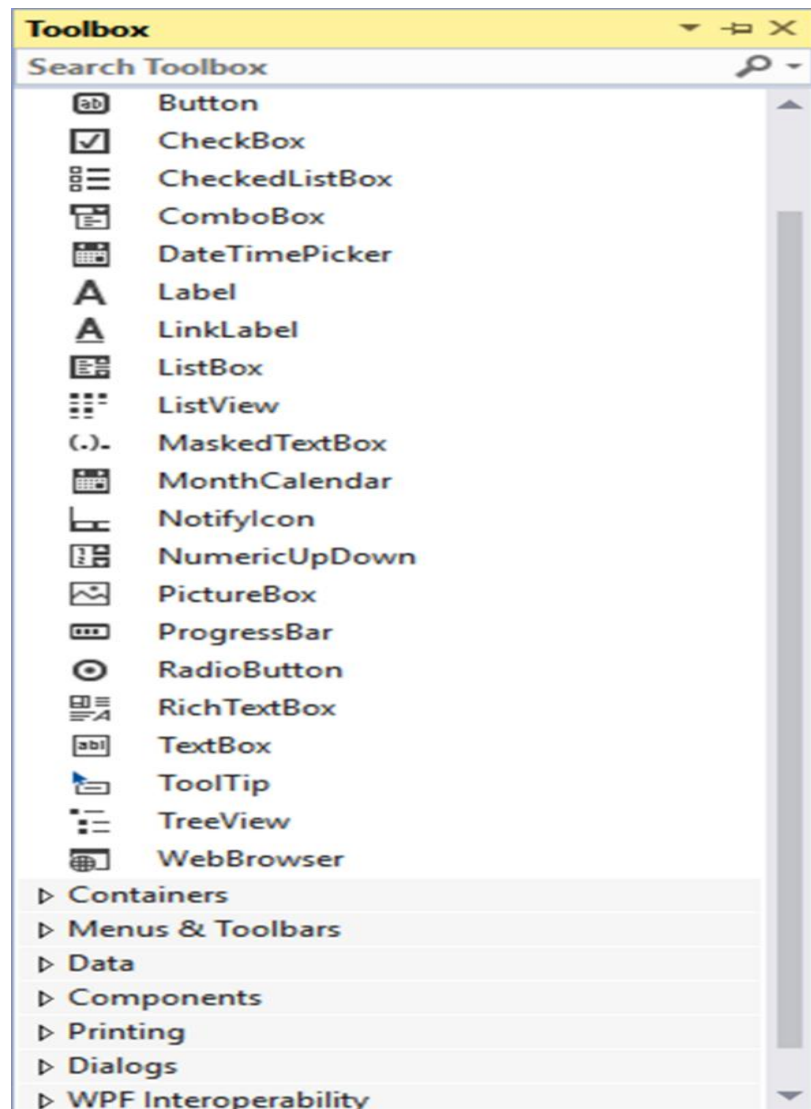 Toolbox
Search Toolbox
Button
CheckBox
CheckedListBox
ComboBox
DateTimePicker
Label
LinkLabel
ListBox
ListView
MaskedTextBox
MonthCalendar
NotifyIcon
NumericUpDown
PictureBox
ProgressBar
RadioButton
RichTextBox
TextBox
ToolTip
TreeView
WebBrowser
Containers
Menus & Toolbars
Data
Components
Printing
Dialogs
WPF Interoperability